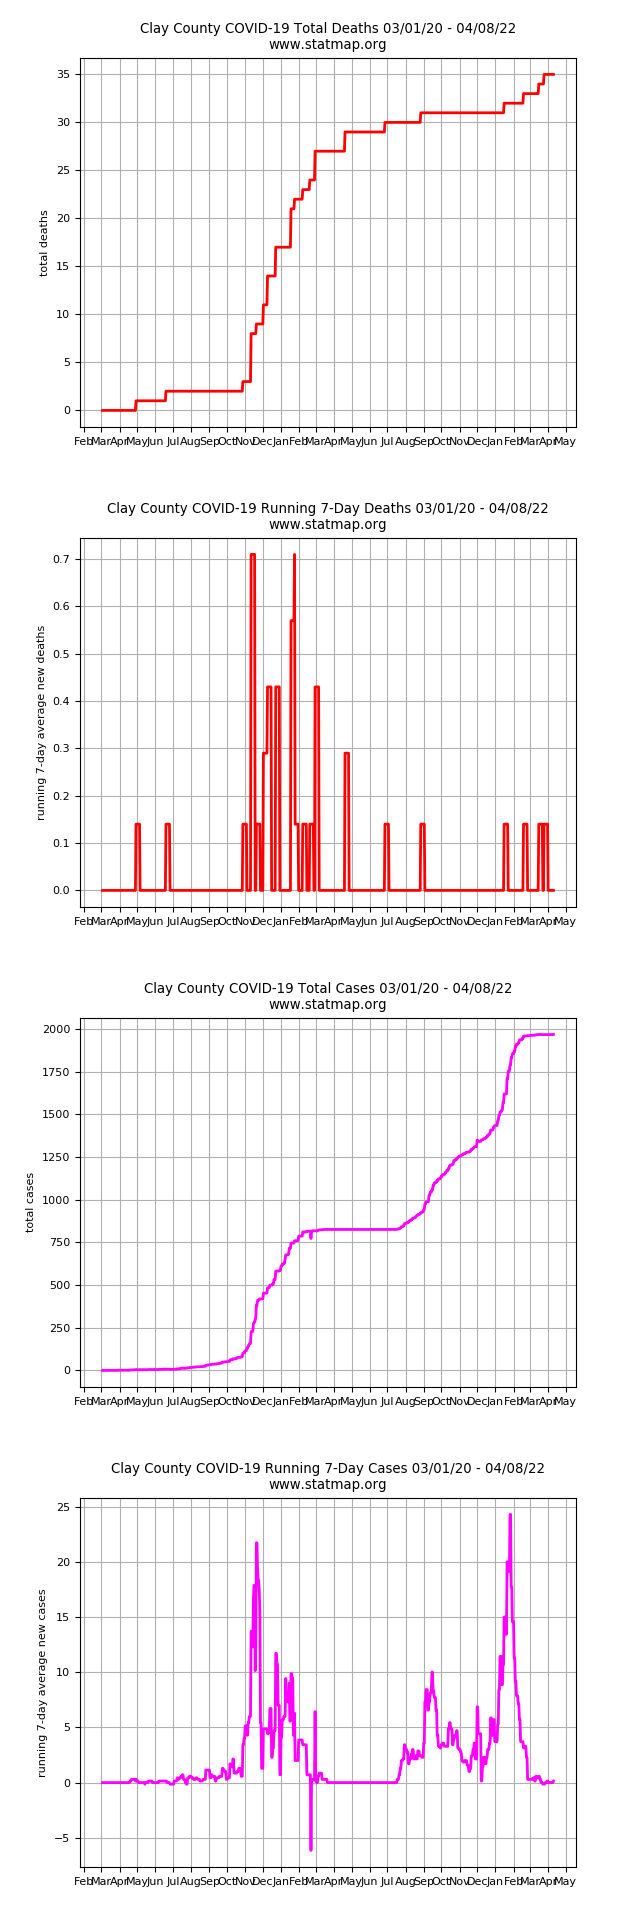 Clay County COVID-19 Total Deaths 03/01/20 - 04/08/22
www.statmap.org
total deaths
35
30
25
20
15
10
5
0
Feb Mar Apr May Jun Jul Aug Sep Oct Nov Dec Jan Feb Mar Apr May Jun Jul Aug Sep Oct Nov Dec Jan Feb Mar Apr May
Clay County COVID-19 Running 7-Day Deaths 03/01/20 - 04/08/22
www.statmap.org
running 7-day average new deaths
0.7
0.6
0.5
0.4
0.3
0.2
0.1
0.0
Feb Mar Apr May Jun Jul Aug Sep Oct Nov Dec Jan Feb Mar Apr May Jun Jul Aug Sep Oct Nov Dec Jan Feb Mar Apr May
Clay County COVID-19 Total Cases 03/01/20 - 04/08/22
www.statmap.org
total cases
2000
1750
1500
1250
1000
750
500
250
0
Feb Mar Apr May Jun Jul Aug Sep Oct Nov Dec Jan Feb Mar Apr May Jun Jul Aug Sep Oct Nov Dec Jan Feb Mar Apr May
Clay County COVID-19 Running 7-Day Cases 03/01/20 - 04/08/22
www.statmap.org
running 7-day average new cases
25
20
15
10
5
0
−5
Feb Mar Apr May Jun Jul Aug Sep Oct Nov Dec Jan Feb Mar Apr May Jun Jul Aug Sep Oct Nov Dec Jan Feb Mar Apr May